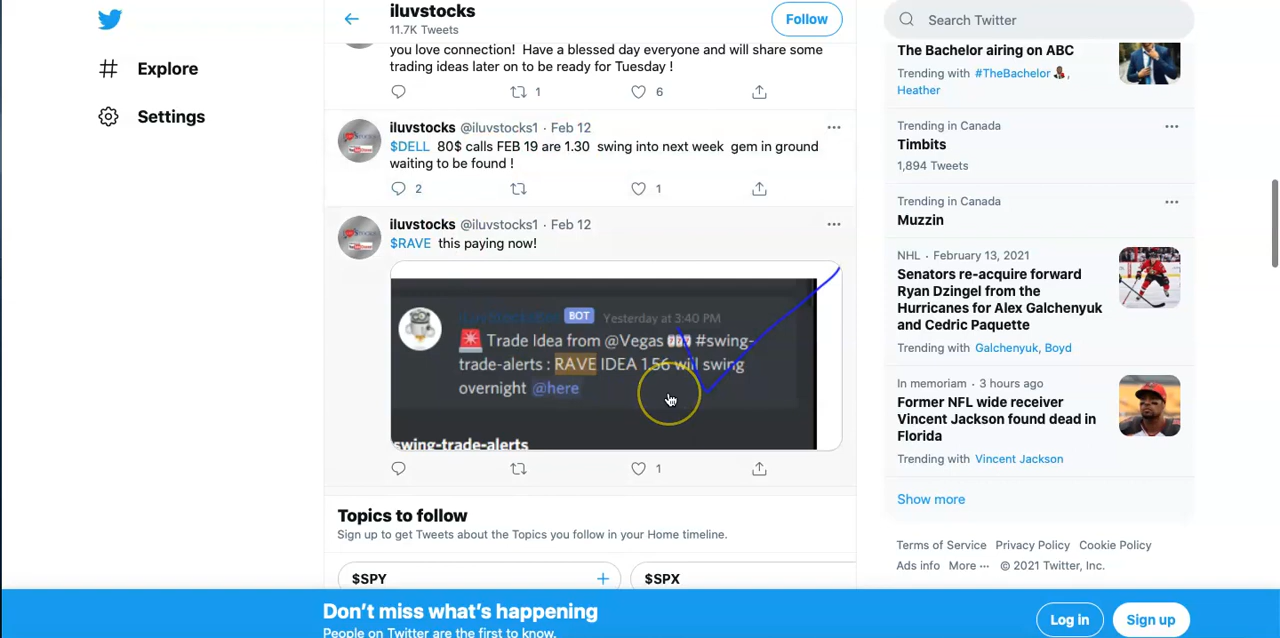 Explore
Settings
iluvstocks
11.7K Tweets
Follow
you love connection! Have a blessed day everyone and will share some
trading ideas later on to be ready for Tuesday !
1
6
iluvstocks @iluvstocks1 · Feb 12
$DELL 80$ calls FEB 19 are 1.30 swing into next week gem in ground
waiting to be found !
2
1
iluvstocks @iluvstocks1 · Feb 12
$RAVE this paying now!
BOT Yesterday at 3:40 PM
Trade Idea from @Vegas #swing-
trade-alerts : RAVE IDEA 1.56 will swing
overnight @here
swing-trade-alerts
1
Topics to follow
Sign up to get Tweets about the Topics you follow in your Home timeline.
$SPY
$SPX
Search Twitter
The Bachelor airing on ABC
Trending with #TheBachelor ,
Heather
Trending in Canada
Timbits
1,894 Tweets
Trending in Canada
Muzzin
NHL · February 13, 2021
Senators re-acquire forward
Ryan Dzingel from the
Hurricanes for Alex Galchenyuk
and Cedric Paquette
Trending with Galchenyuk, Boyd
In memoriam · 3 hours ago
Former NFL wide receiver
Vincent Jackson found dead in
Florida
Trending with Vincent Jackson
Show more
Terms of Service Privacy Policy Cookie Policy
Ads info More ··· © 2021 Twitter, Inc.
Don't miss what's happening
People on Twitter are the first to know.
Log in
Sign up